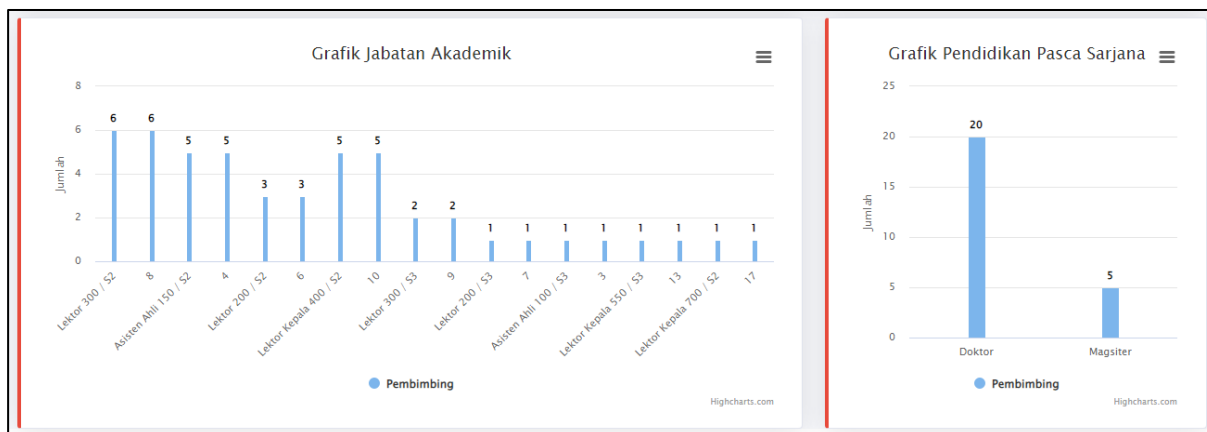 Grafik Jabatan Akademik
8
6
4
2
0
Jumlah
6
6
5
5
3
3
5
5
2
2
1
1
1
1
1
1
1
1
Lektor 300 / S2
8
Asisten Ahli 150 / S2
4
Lektor 200 / S2
6
Lektor Kepala 400 / S2
10
Lektor 300 / S3
9
Lektor 200 / S3
7
Asisten Ahli 100 / S3
3
Lektor Kepala 550 / S3
13
Lektor Kepala 700 / S2
17
Pembimbing
Highcharts.com
Grafik Pendidikan Pasca Sarjana
25
20
15
10
5
0
Jumlah
20
5
Doktor
Magsiter
Pembimbing
Highcharts.com